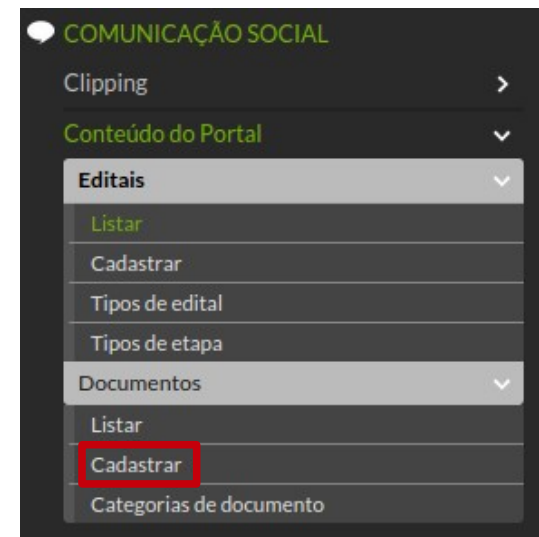 COMUNICAÇÃO SOCIAL
Clipping
Conteúdo do Portal
Editais
Listar
Cadastrar
Tipos de edital
Tipos de etapa
Documentos
Listar
Cadastrar
Categorias de documento